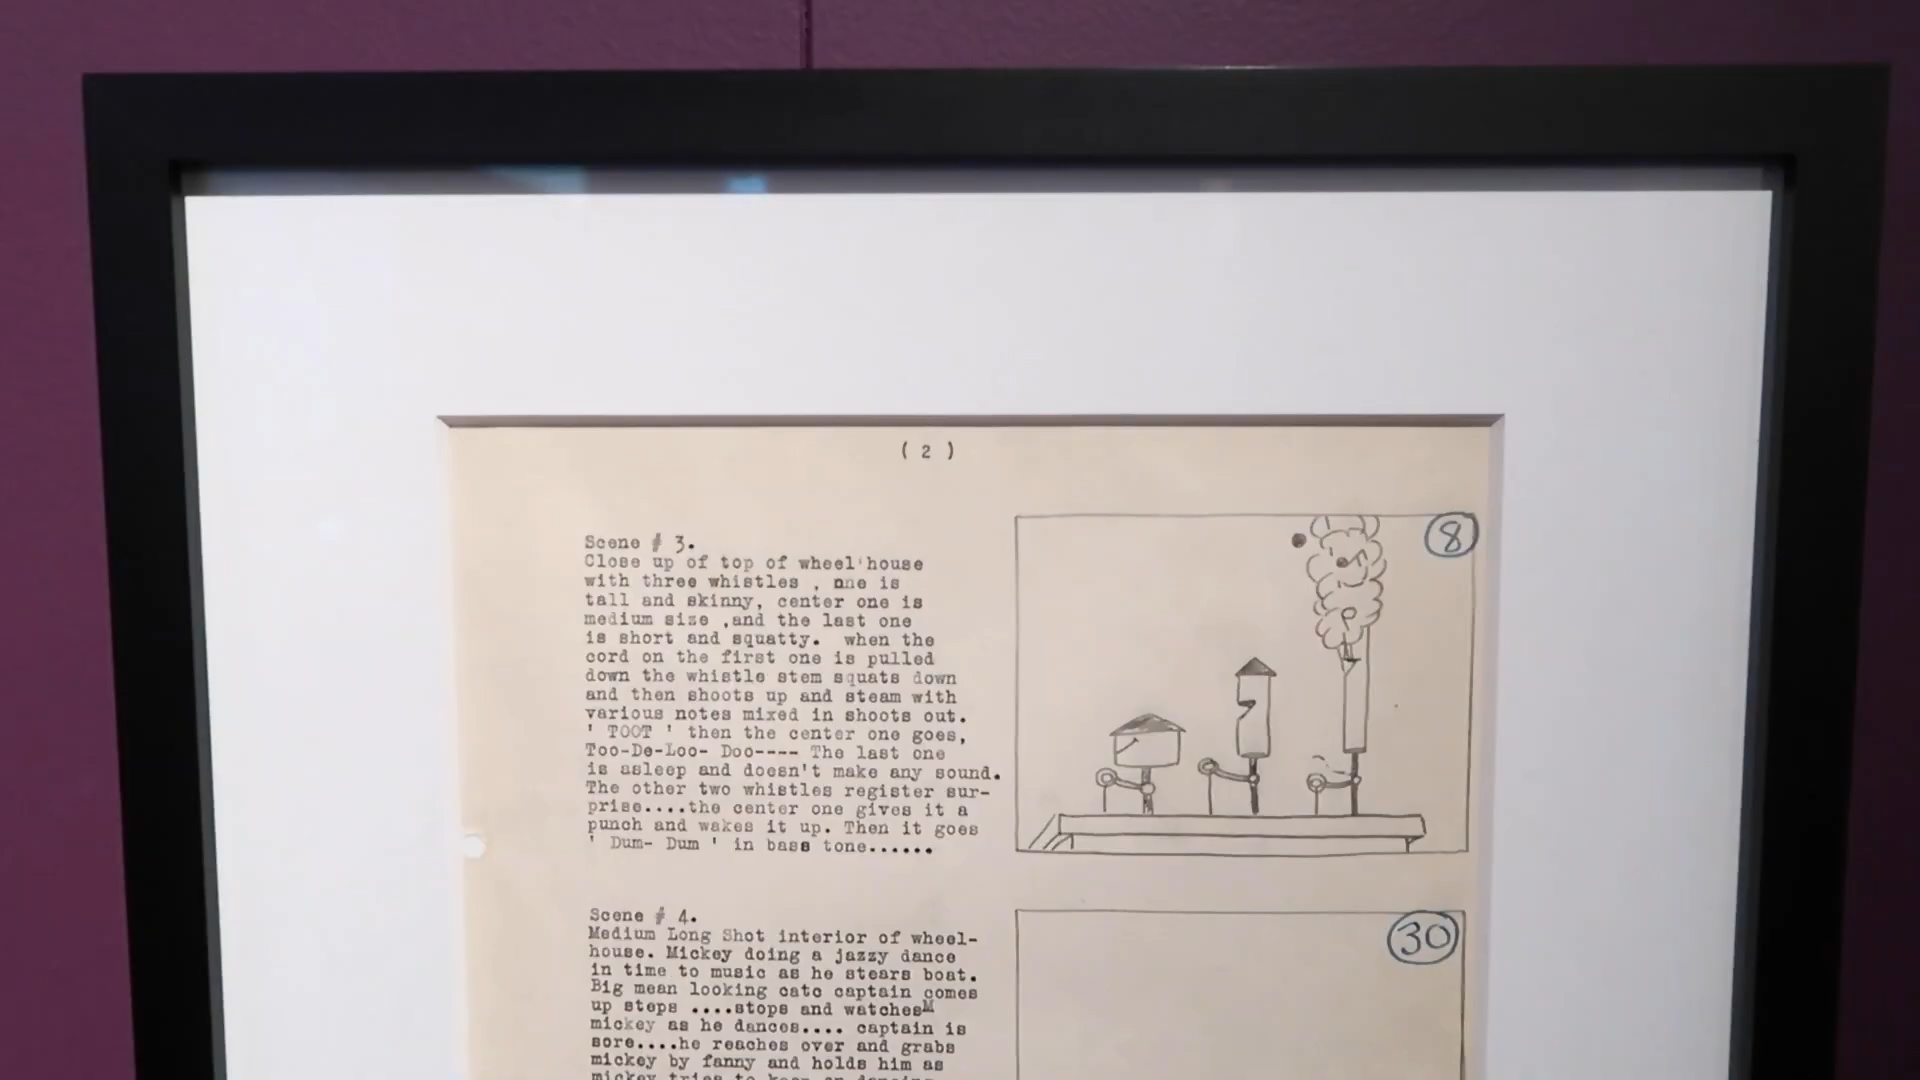 ( 2 )
Scene # 3.
Close up of top of wheel'house
with three whistles , one is
tall and skinny, center one is
medium size ,and the last one
is short and squatty. when the
cord on the first one is pulled
down the whistle stem squats down
and then shoots up and steam with
various notes mixed in shoots out.
' TOOT ' then the center one goes,
Too-De-Loo- Doo---- The last one
is asleep and doesn't make any sound.
The other two whistles register sur-
prise....the center one gives it a
punch and wakes it up. Then it goes
' Dum- Dum ' in bass tone......
8
Scene # 4.
Medium Long Shot interior of wheel-
house. Mickey doing a jazzy dance
in time to music as he stears boat.
Big mean looking catc captain comes
up steps ....stops and watchesM
mickey as he dances.... captain is
sore....he reaches over and grabs
mickey by fanny and holds him as
mickey tries to keep on dancing
30